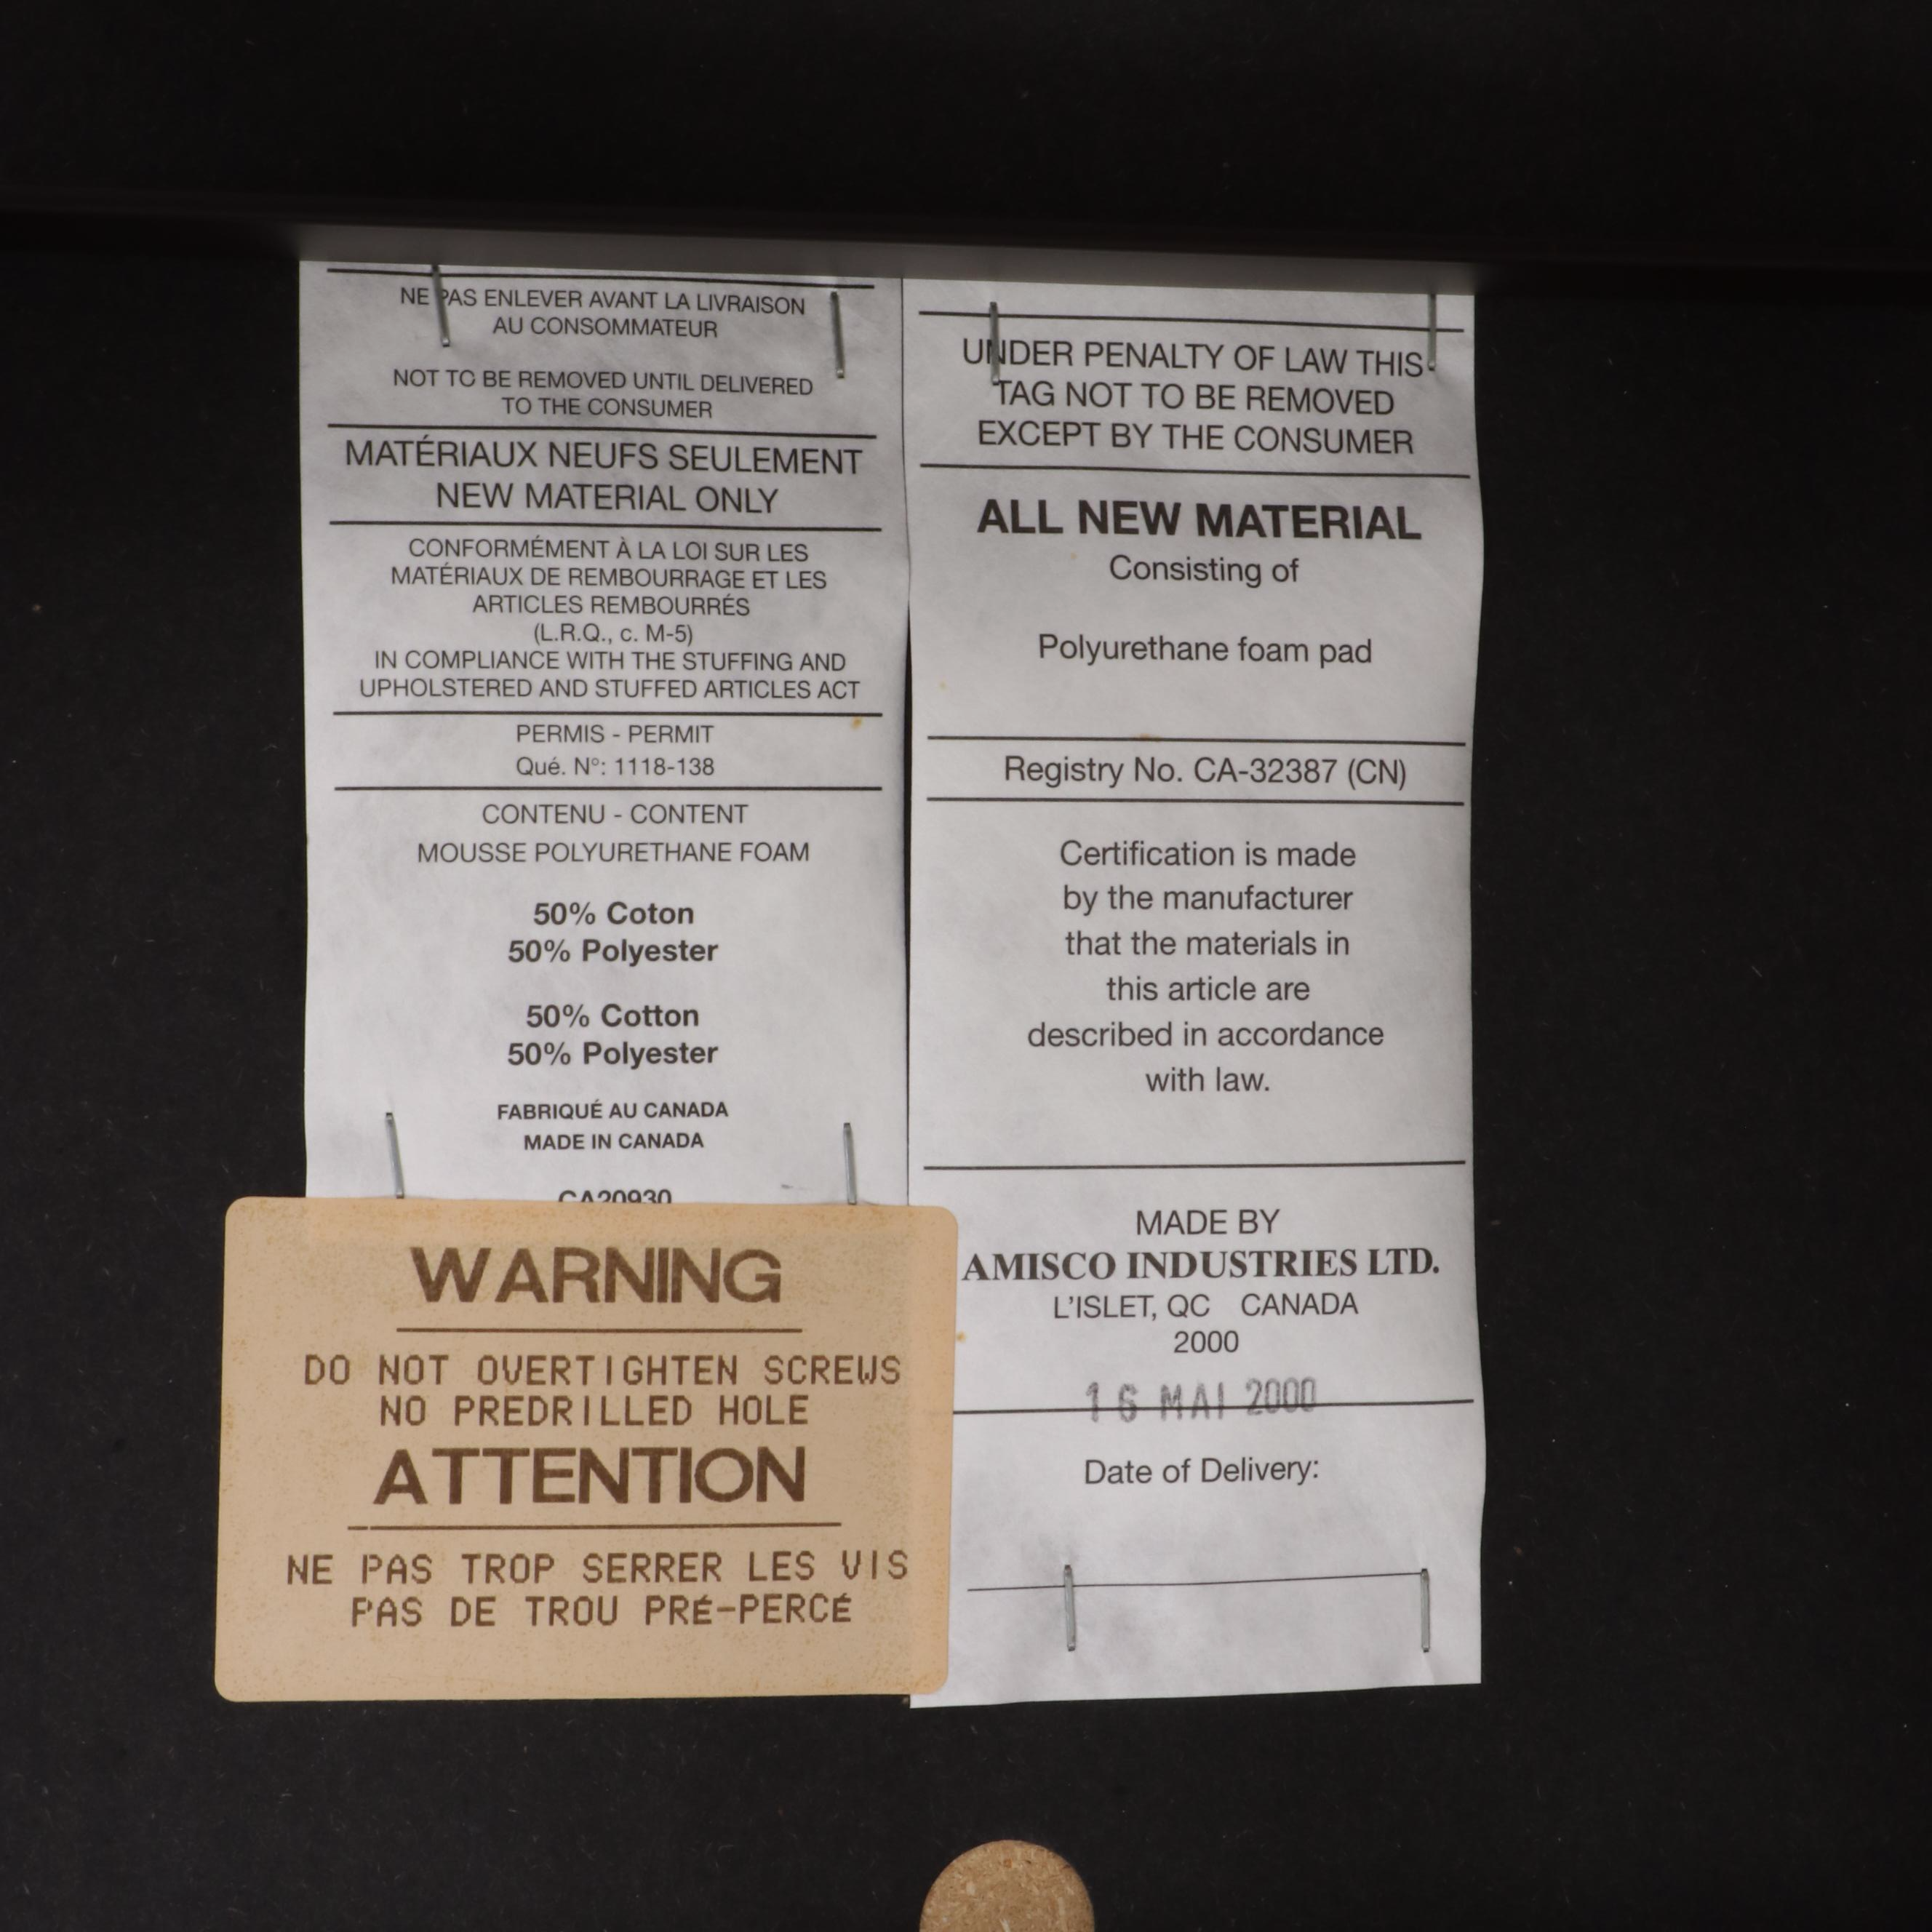 NE PAS ENLEVER AVANT LA LIVRAISON
AU CONSOMMATEUR
NOT TO BE REMOVED UNTIL DELIVERED
TO THE CONSUMER
MATÉRIAUX NEUFS SEULEMENT
NEW MATERIAL ONLY
CONFORMÉMENT À LA LOI SUR LES
MATÉRIAUX DE REMBOURRAGE ET LES
ARTICLES REMBOURRÉS
(L.R.Q., c. M-5)
IN COMPLIANCE WITH THE STUFFING AND
UPHOLSTERED AND STUFFED ARTICLES ACT
PERMIS - PERMIT
Qué. N°: 1118-138
CONTENU - CONTENT
MOUSSE POLYURETHANE FOAM
50% Coton
50% Polyester
50% Cotton
50% Polyester
FABRIQUÉ AU CANADA
MADE IN CANADA
CA20930
WARNING
DO NOT OVERTIGHTEN SCREWS
NO PREDRILLED HOLE
ATTENTION
NE PAS TROP SERRER LES VIS
PAS DE TROU PRÉ-PERCÉ
UNDER PENALTY OF LAW THIS
TAG NOT TO BE REMOVED
EXCEPT BY THE CONSUMER
ALL NEW MATERIAL
Consisting of
Polyurethane foam pad
Registry No. CA-32387 (CN)
Certification is made
by the manufacturer
that the materials in
this article are
described in accordance
with law.
MADE BY
AMISCO INDUSTRIES LTD.
L'ISLET, QC CANADA
2000
16 MAI 2000
Date of Delivery: